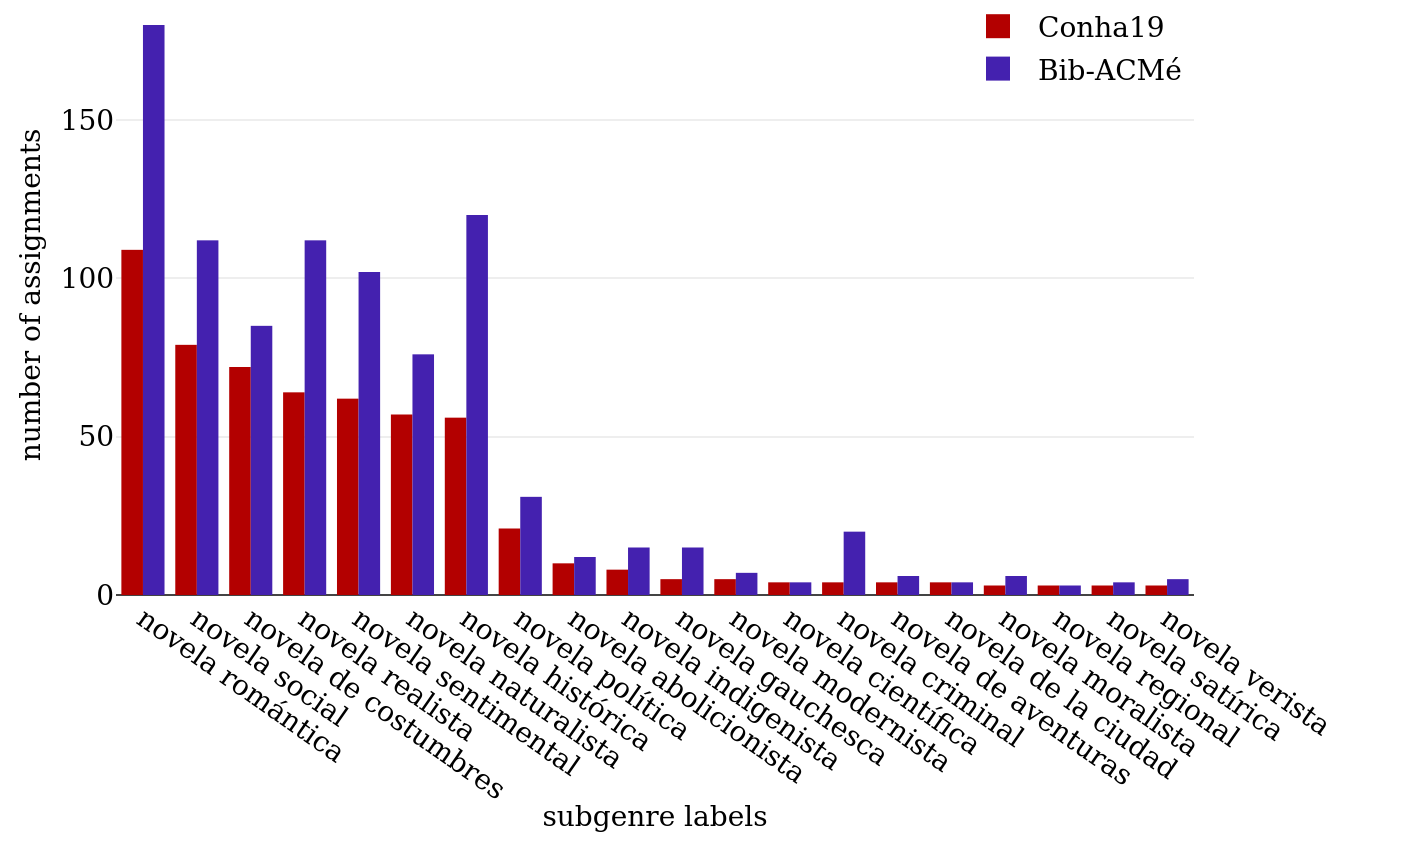 Conha19
Bib-ACMé
number of assignments
150
100
50
0
novela romántica
novela social
novela de costumbres
novela realista
novela sentimental
novela naturalista
novela histórica
novela política
novela abolicionista
novela indigenista
novela gauchesca
novela modernista
novela científica
novela criminal
novela de aventuras
novela de la ciudad
novela moralista
novela regional
novela satírica
novela verista
subgenre labels